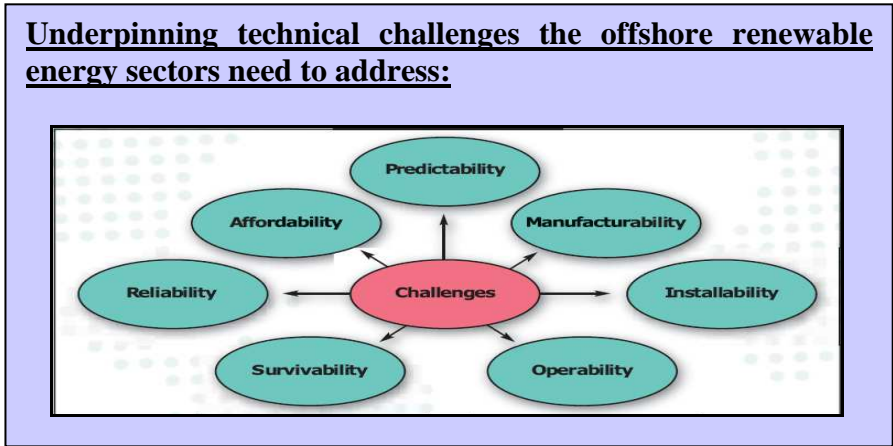 Underpinning technical challenges the offshore renewable
energy sectors need to address:
Predictability
Affordability
Manufacturability
Reliability
Challenges
Installability
Survivability
Operability